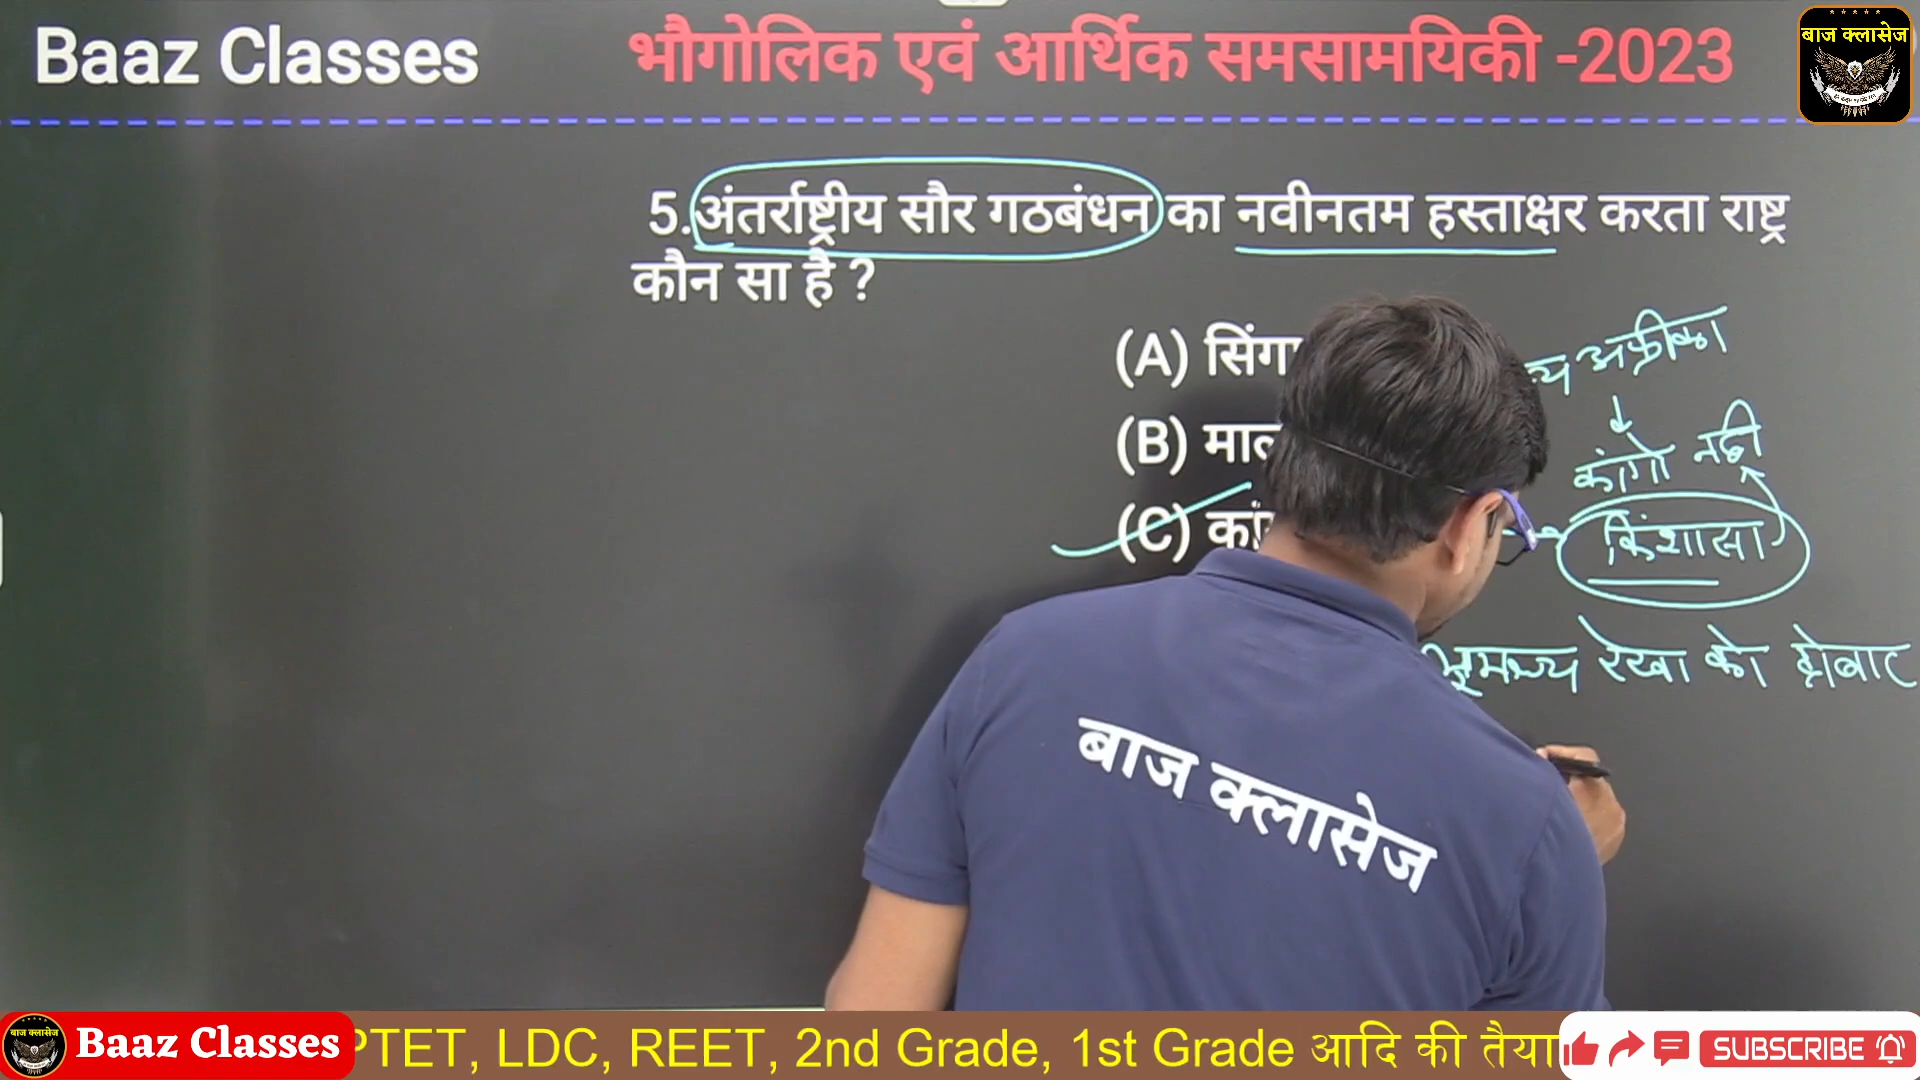 Baaz Classes
भौगोलिक एवं आर्थिक समसामयिकी -2023
बाज क्लासेज
5.अंतर्राष्ट्रीय सौर गठबंधन का नवीनतम हस्ताक्षर करता राष्ट्र
कौन सा है ?
(A) सिंगा
(B) माल
(C) कां
अफ्रीका
कांगो नदी
किंशासा
भूमध्य रेखा को दोबार
बाज क्लासेज
बाज क्लासेज
Baaz Classes
PTET, LDC, REET, 2nd Grade, 1st Grade आदि की तैया
SUBSCRIBE